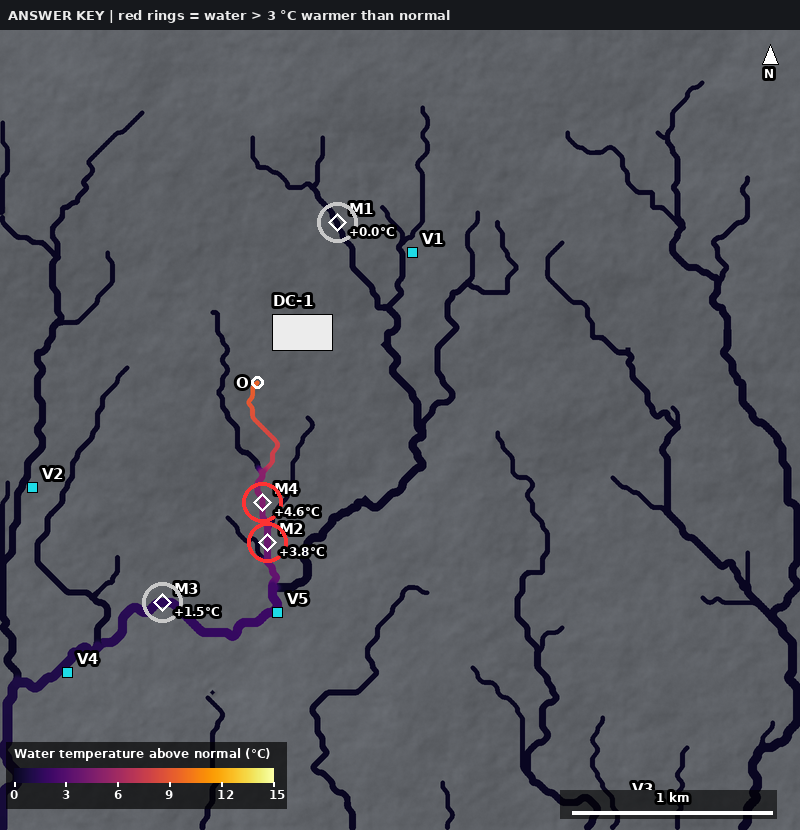 ANSWER KEY | red rings = water > 3 °C warmer than normal
N
M1
+0.0°C
V1
DC-1
O
V2
M4
+4.6°C
M2
+3.8°C
M3
+1.5°C
V5
V4
Water temperature above normal (°C)
0 3 6 9 12 15
V3
1 km